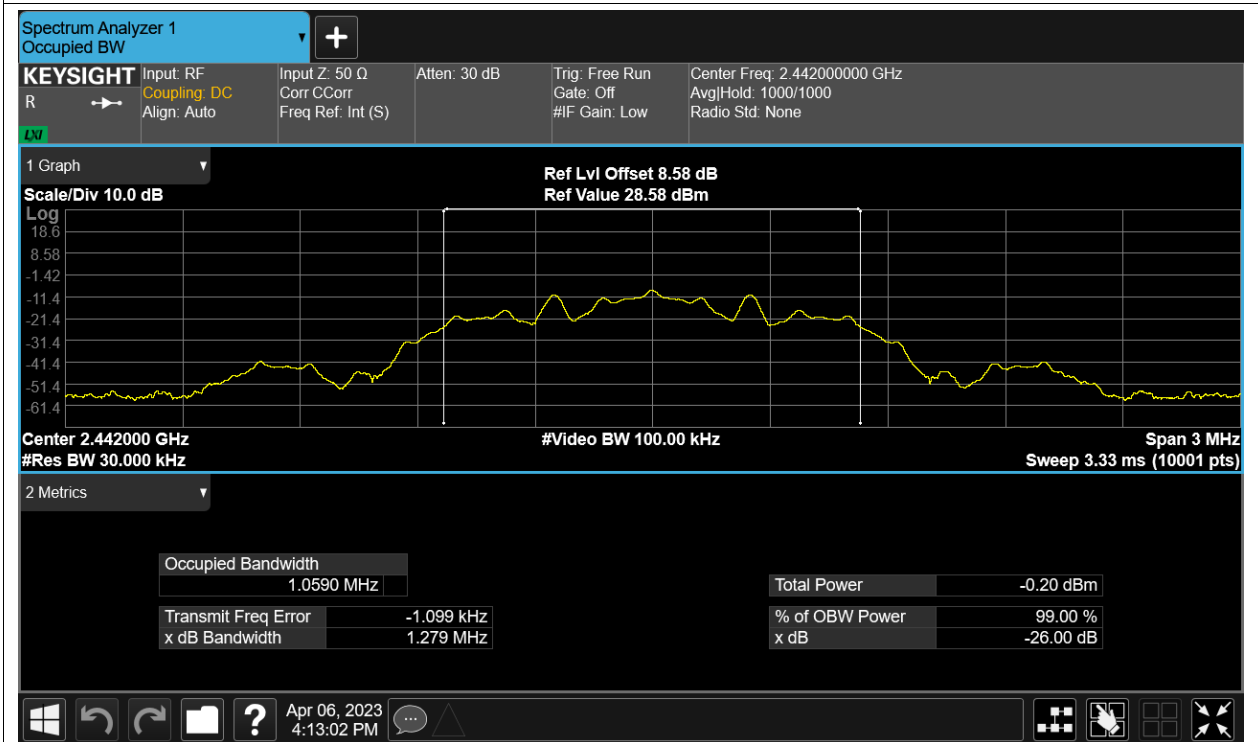 Spectrum Analyzer 1
Occupied BW
+
KEYSIGHT
R
LXI
Input: RF
Coupling: DC
Align: Auto
Input Z: 50 Ω
Corr CCorr
Freq Ref: Int (S)
Atten: 30 dB
Trig: Free Run
Gate: Off
#IF Gain: Low
Center Freq: 2.442000000 GHz
Avg|Hold: 1000/1000
Radio Std: None
1 Graph
Scale/Div 10.0 dB
Ref Lvl Offset 8.58 dB
Ref Value 28.58 dBm
Log
18.6
8.58
-1.42
-11.4
-21.4
-31.4
-41.4
-51.4
-61.4
Center 2.442000 GHz
#Video BW 100.00 kHz
Span 3 MHz
#Res BW 30.000 kHz
Sweep 3.33 ms (10001 pts)
2 Metrics
Occupied Bandwidth
1.0590 MHz
Total Power -0.20 dBm
Transmit Freq Error -1.099 kHz
% of OBW Power 99.00 %
x dB Bandwidth 1.279 MHz
x dB -26.00 dB
?
Apr 06, 2023
4:13:02 PM